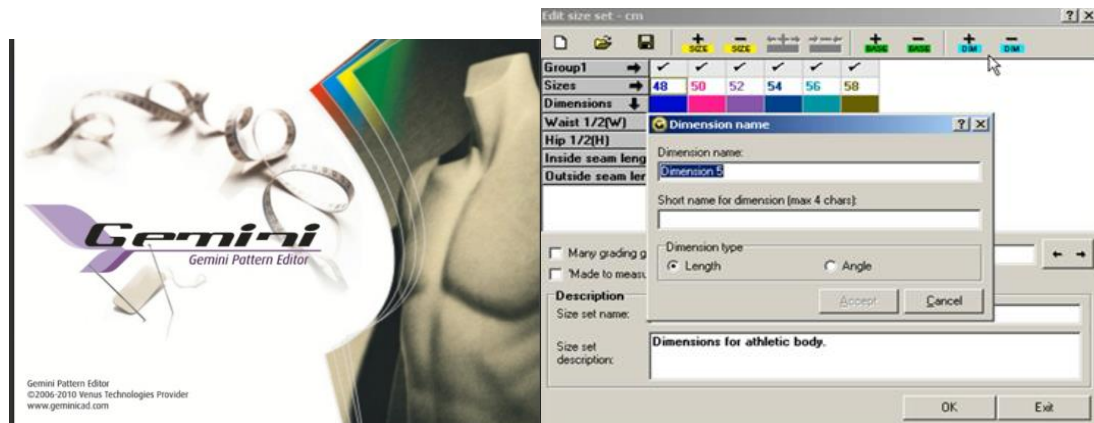 Gemini
Gemini Pattern Editor
Gemini Pattern Editor
©2006-2010 Venus Technologies Provider
www.geminicad.com
Edit size set - cm
SIZE SIZE BASE BASE DIM DIM
Group1
Sizes 48 50 52 54 56 58
Dimensions
Waist 1/2(W)
Hip 1/2(H)
Inside seam leng
Outside seam ler
Dimension name
Dimension name:
Dimension 5
Short name for dimension (max 4 chars):
Dimension type
Length Angle
Accept Cancel
Many grading g
'Made to measu
Description
Size set name:
Size set
description:
Dimensions for athletic body.
OK Exit